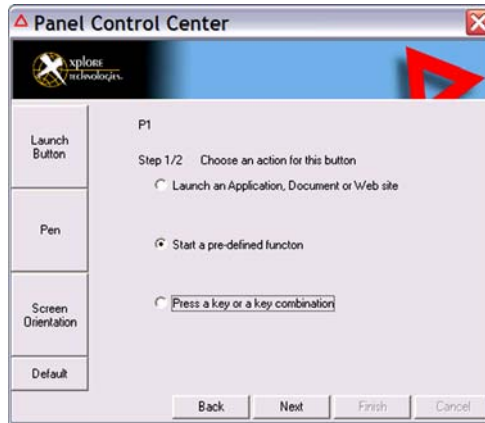 Panel Control Center
xplore
technologies.
Launch
Button
Pen
Screen
Orientation
Default
P1
Step 1/2 Choose an action for this button
Launch an Application, Document or Web site
Start a pre-defined functon
Press a key or a key combination
Back Next Finish Cancel